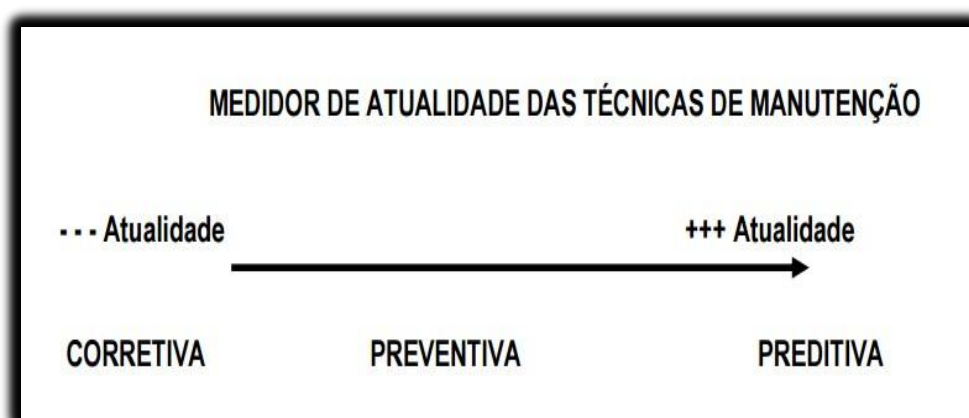 MEDIDOR DE ATUALIDADE DAS TÉCNICAS DE MANUTENÇÃO
- - - Atualidade +++ Atualidade
CORRETIVA PREVENTIVA PREDITIVA